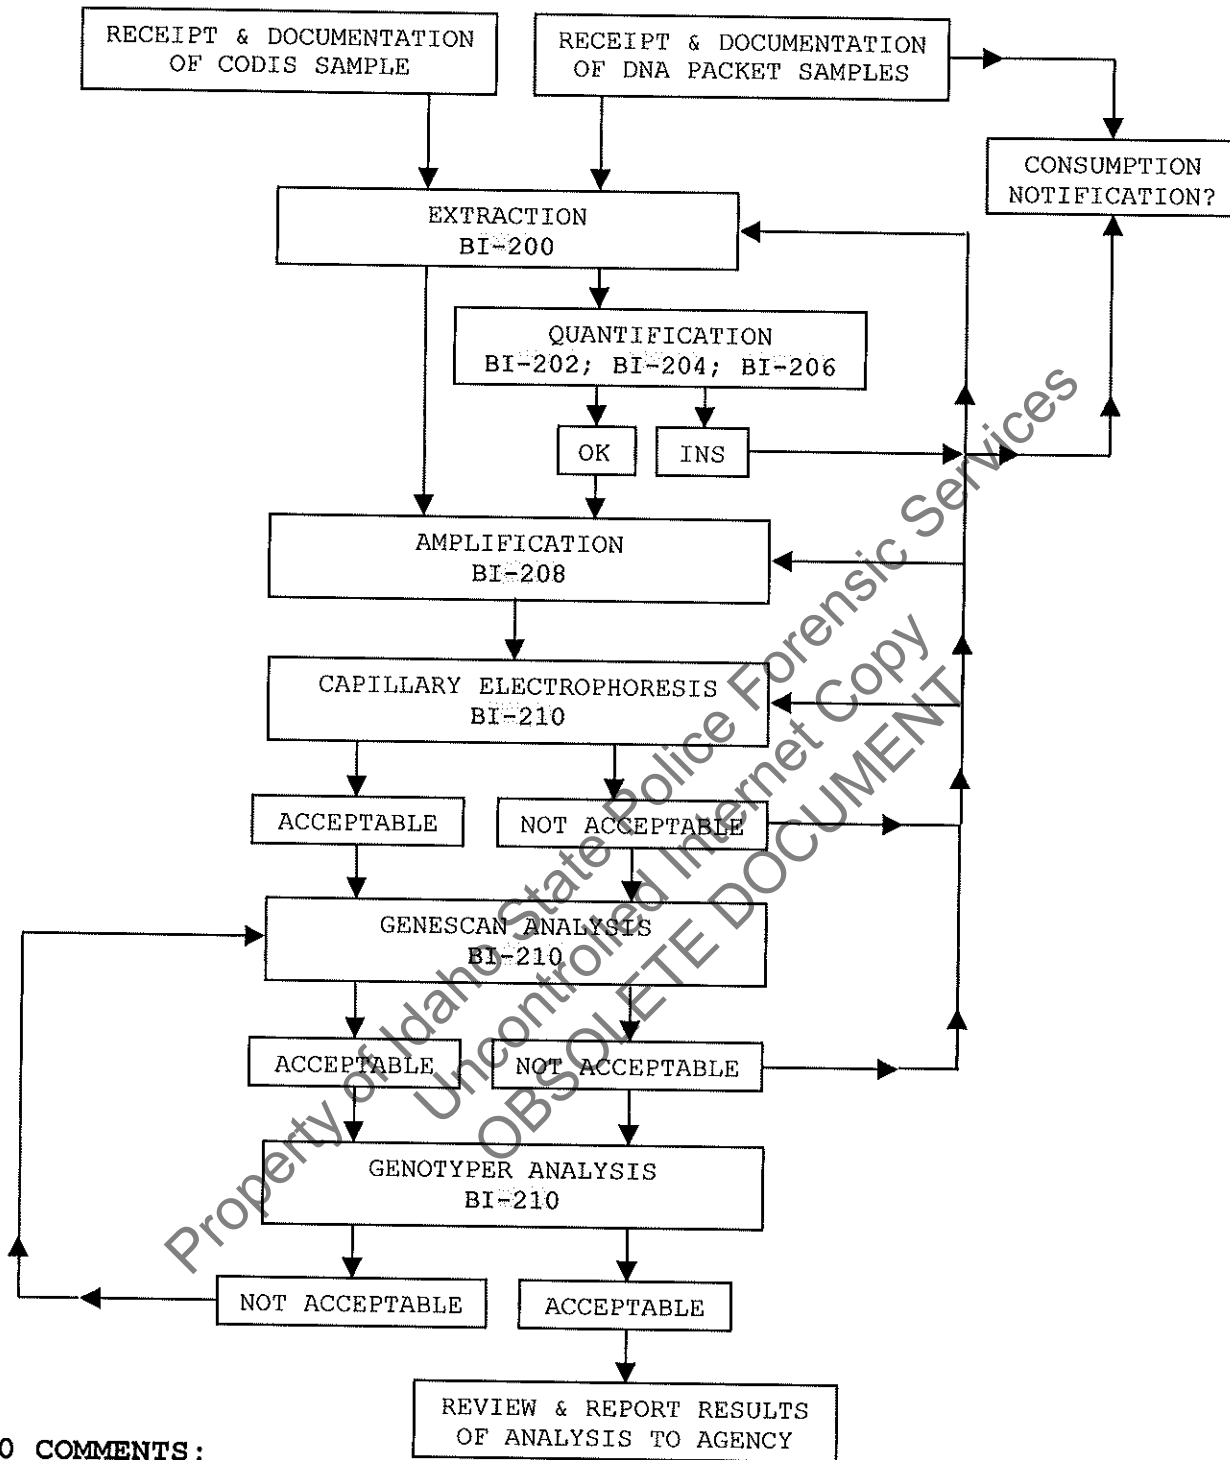 RECEIPT & DOCUMENTATION
OF CODIS SAMPLE
RECEIPT & DOCUMENTATION
OF DNA PACKET SAMPLES
CONSUMPTION
NOTIFICATION?
EXTRACTION
BI-200
QUANTIFICATION
BI-202; BI-204; BI-206
OK
INS
AMPLIFICATION
BI-208
CAPILLARY ELECTROPHORESIS
BI-210
ACCEPTABLE
NOT ACCEPTABLE
GENESCAN ANALYSIS
BI-210
ACCEPTABLE
NOT ACCEPTABLE
GENOTYPER ANALYSIS
BI-210
NOT ACCEPTABLE
ACCEPTABLE
REVIEW & REPORT RESULTS
OF ANALYSIS TO AGENCY
0 COMMENTS:
Property of Idaho State Police Forensic Services
Uncontrolled Internet Copy
OBSOLETE DOCUMENT